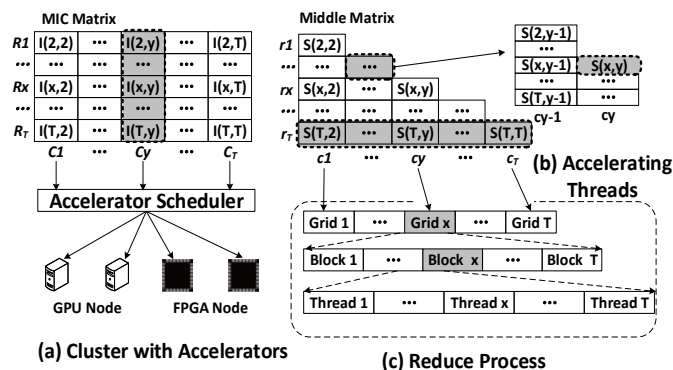 MIC Matrix
R1 I(2,2) ··· I(2,y) ··· I(2,T)
··· ··· ··· ··· ···
Rx I(x,2) ··· I(x,y) ··· I(x,T)
··· ··· ··· ··· ···
RT I(T,2) ··· I(T,y) ··· I(T,T)
C1 ··· Cy ··· CT
Accelerator Scheduler
GPU Node FPGA Node
(a) Cluster with Accelerators
Middle Matrix
r1 S(2,2)
··· ··· ···
rx S(x,2) ··· S(x,y)
··· ··· ··· ··· ···
rT S(T,2) ··· S(T,y) ··· S(T,T)
c1 ··· cy ··· cT
S(2,y-1)
···
S(x,y-1) S(x,y)
··· ···
S(T,y-1) ···
cy-1 cy
(b) Accelerating
Threads
Grid 1 ··· Grid x ··· Grid T
Block 1 ··· Block x ··· Block T
Thread 1 ··· Thread x ··· Thread T
(c) Reduce Process